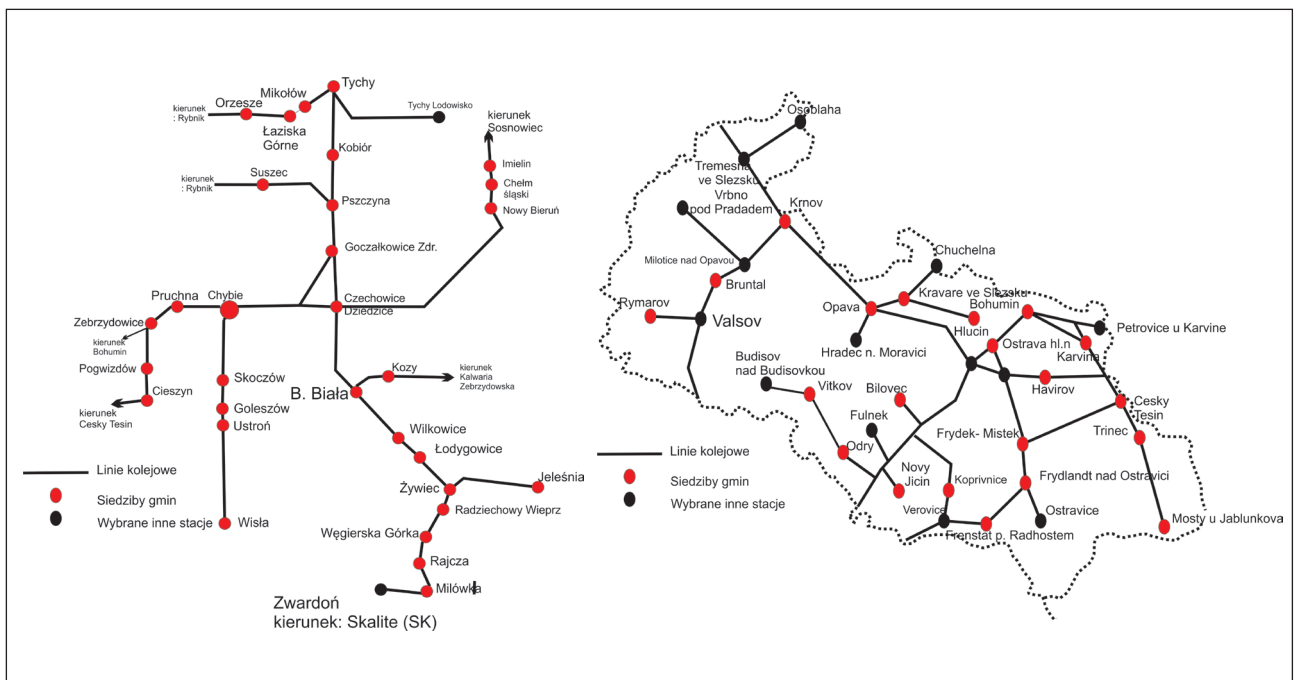 Tychy
Mikołów
Orzesze
kierunek
: Rybnik
Łaziska
Górne
Tychy Lodowisko
kierunek
Sosnowiec
Kobiór
Imielin
Suszec
kierunek
: Rybnik
Chełm
śląski
Pszczyna
Nowy Bieruń
Goczałkowice Zdr.
Pruchna
Chybie
Czechowice
Dziedzice
Zebrzydowice
kierunek
Bohumin
Pogwizdów
Cieszyn
kierunek
Cesky Tesin
Skoczów
Goleszów
Ustroń
Wisła
Kozy
kierunek
Kalwaria
Zebrzydowska
B. Biała
Wilkowice
Łodygowice
Żywiec
Jeleśnia
Radziechowy Wieprz
Węgierska Górka
Rajcza
Milówka
Zwardoń
kierunek: Skalite (SK)
Linie kolejowe
Siedziby gmin
Wybrane inne stacje
Osoblaha
Tremesna
ve Slezsku
Vrbno
pod Pradadem
Krnov
Milotice nad Opavou
Bruntal
Rymarov
Valsov
Chuchelna
Kravare ve Slezsku
Opava
Bohumin
Hlucin
Petrovice u Karvine
Hradec n. Moravici
Ostrava hl.n
Karvina
Budisov
nad Budisovkou
Vitkov
Bilovec
Havirov
Fulnek
Cesky
Tesin
Trinec
Frydek- Mistek
Odry
Novy
Jicin
Koprivnice
Frydlandt nad Ostravici
Verovice
Ostravice
Mosty u Jablunkova
Frenstat p. Radhostem
Linie kolejowe
Siedziby gmin
Wybrane inne stacje